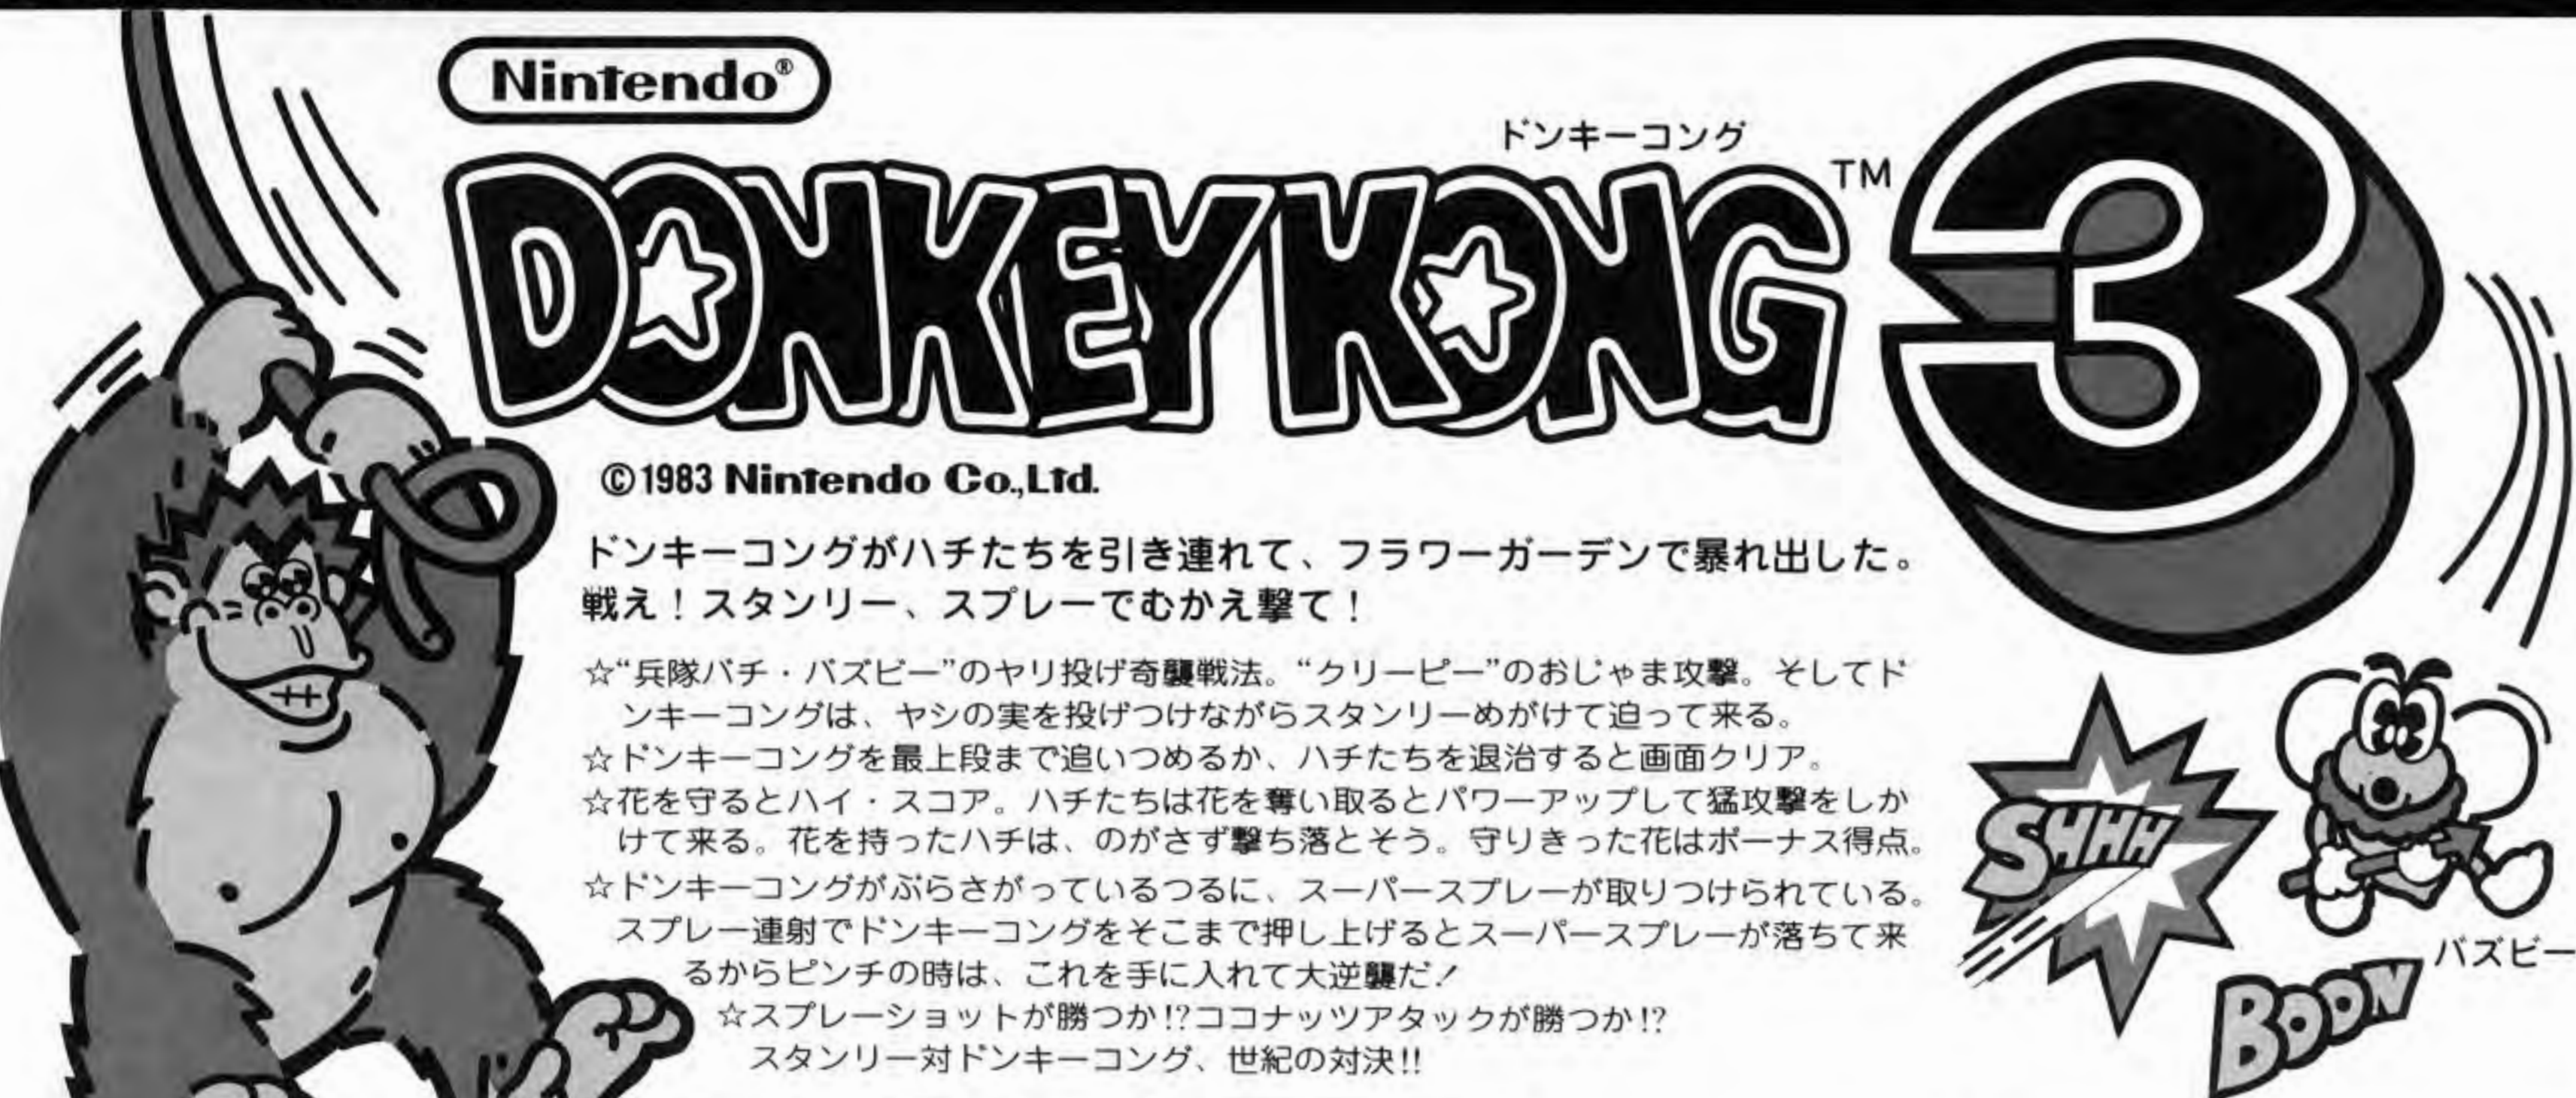 Nintendo®
ドンキーコング
DONKEY KONG™ 3
©1983 Nintendo Co.,Ltd.
ドンキーコングがハチたちを引き連れて、フラワーガーデンで暴れ出した。
戦え！スタンリー、スプレーでむかえ撃て！
☆“兵隊バチ・バズビー”のヤリ投げ奇襲戦法。“クリーピー”のおじゃま攻撃。そしてド
ンキーコングは、ヤシの実を投げつけながらスタンリーめがけて迫って来る。
☆ドンキーコングを最上段まで追いつめるか、ハチたちを退治すると画面クリア。
☆花を守るとハイ・スコア。ハチたちは花を奪い取るとパワーアップして猛攻撃をしか
けて来る。花を持ったハチは、のがさず撃ち落とそう。守りきった花はボーナス得点。
☆ドンキーコングがぶらさがっているつるに、スーパースプレーが取りつけられている。
スプレー連射でドンキーコングをそこまで押し上げるとスーパースプレーが落ちて来
るからピンチの時は、これを手に入れて大逆襲だ！
☆スプレーショットが勝つか!?ココナッツアタックが勝つか!?
スタンリー対ドンキーコング、世紀の対決!!
SHHH
バズビー
BOON